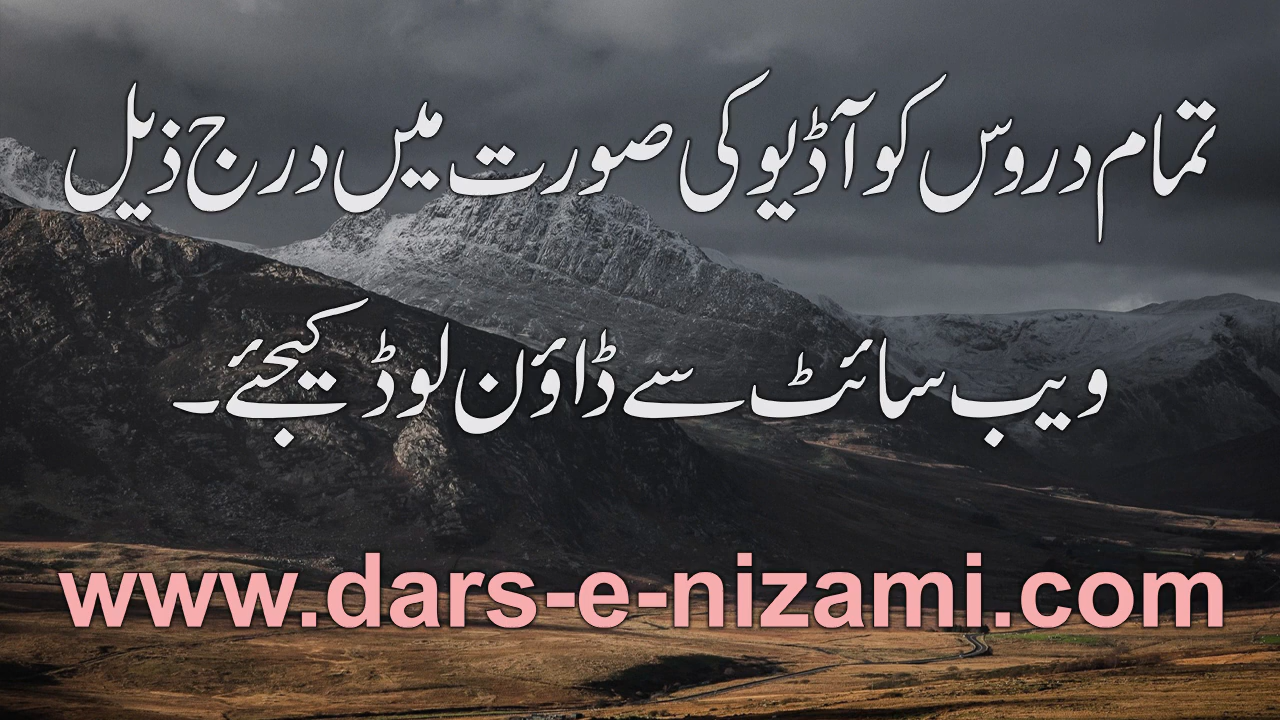 تمام دروس کو آڈیو کی صورت میں درج ذیل
ویب سائٹ سے ڈاؤن لوڈ کیجئے۔
www.dars-e-nizami.com